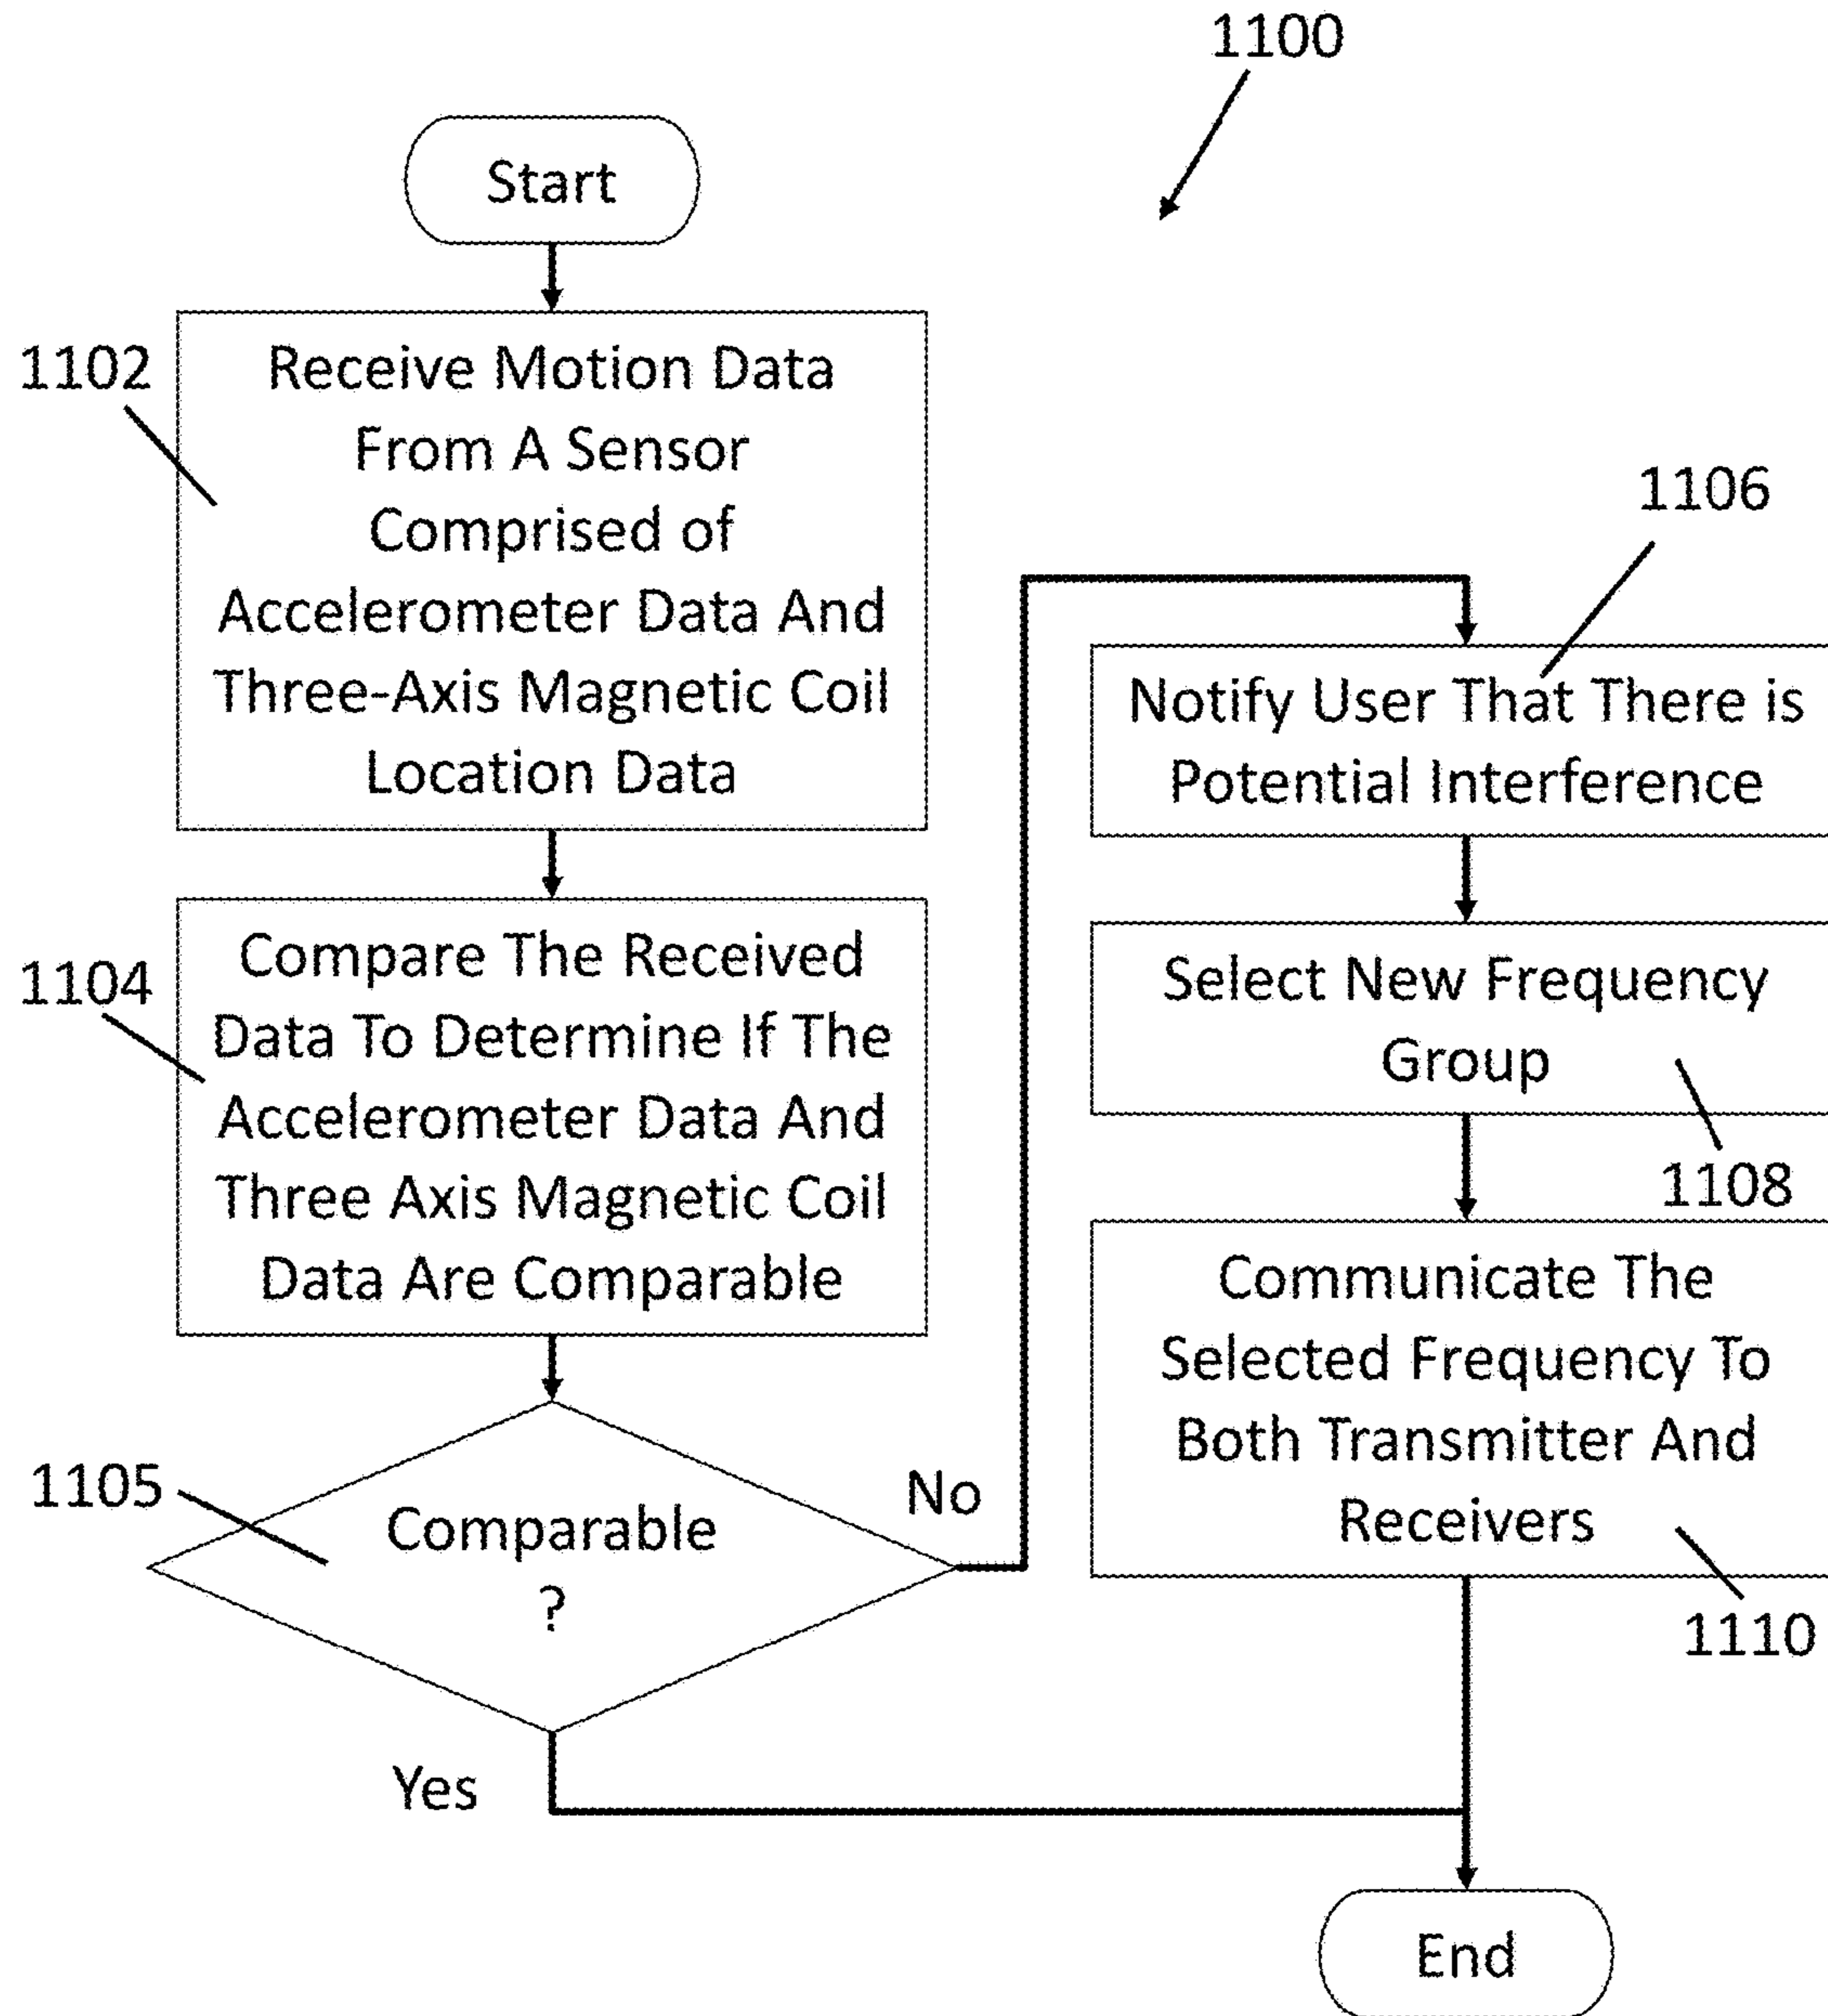 1100
Start
1102
Receive Motion Data
From A Sensor
Comprised of
Accelerometer Data And
Three-Axis Magnetic Coil
Location Data
1104
Compare The Received
Data To Determine If The
Accelerometer Data And
Three Axis Magnetic Coil
Data Are Comparable
1105
Comparable
?
No
Yes
1106
Notify User That There is
Potential Interference
Select New Frequency
Group
1108
Communicate The
Selected Frequency To
Both Transmitter And
Receivers
1110
End